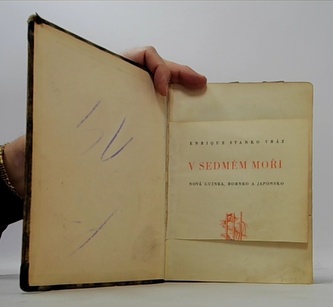 ENRIQUE STANKO VRÁZ
V SEDMÉM MOŘI
NOVÁ GUINEA, BORNEO A JAPONSKO